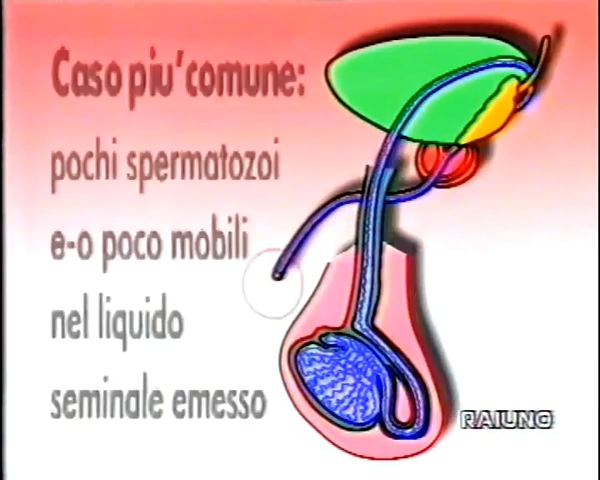 Caso piu'comune:
pochi spermatozoi
e-o poco mobili
nel liquido
seminale emesso
RAIUNO